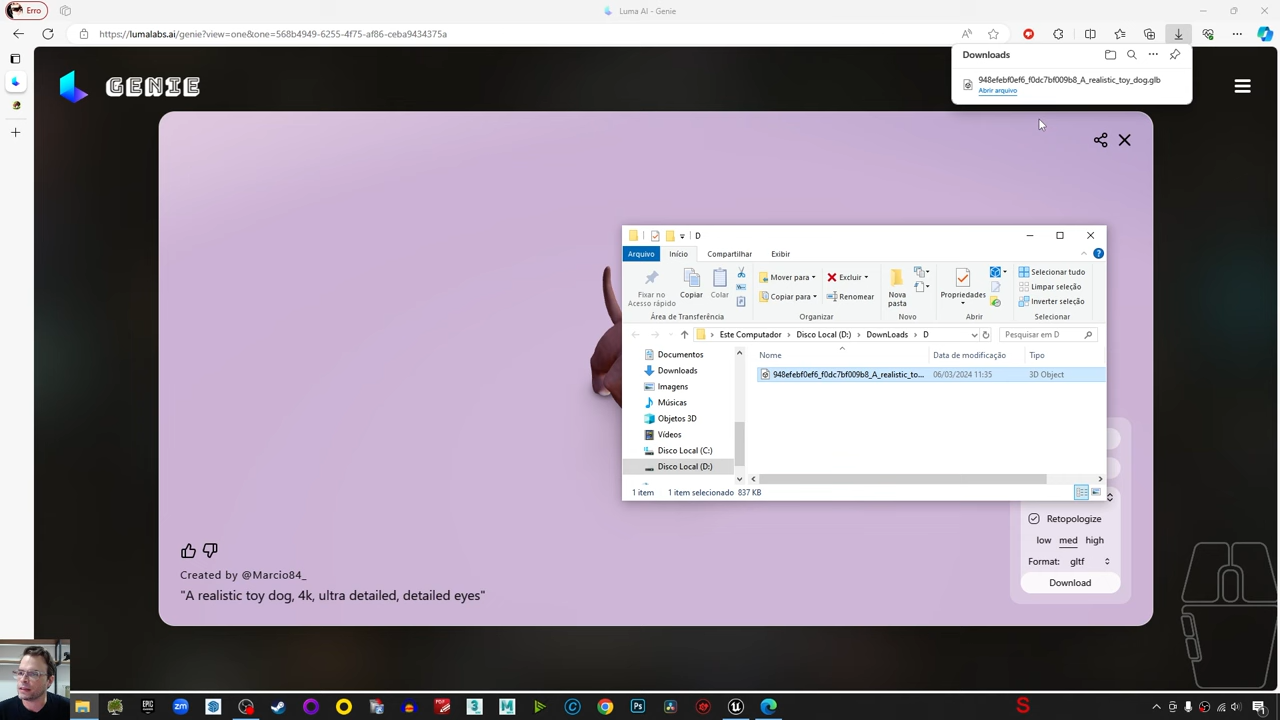 Erro
Luma AI - Genie
https://lumalabs.ai/genie?view=one&tone=568b4949-6255-4f75-af86-ceba9434375a
GENIE
Downloads
948efebf0ef6_f0dc7bf009b8_A_realistic_toy_dog.glb
Abrir arquivo
D
Arquivo Início Compartilhar Exibir
Fixar no Acesso rápido
Copiar
Colar
Mover para
Copiar para
Excluir
Renomear
Nova pasta
Propriedades
Selecionar tudo
Limpar seleção
Inverter seleção
Área de Transferência Organizar Novo Abrir Selecionar
Este Computador > Disco Local (D:) > DownLoads > D
Pesquisar em D
Nome Data de modificação Tipo
948efebf0ef6_f0dc7bf009b8_A_realistic_to... 06/03/2024 11:35 3D Object
Documentos
Downloads
Imagens
Músicas
Objetos 3D
Vídeos
Disco Local (C:)
Disco Local (D:)
1 item 1 item selecionado 837 KB
Retopologize
low med high
Format: gltf
Download
Created by @Marcio84_
"A realistic toy dog, 4k, ultra detailed, detailed eyes"